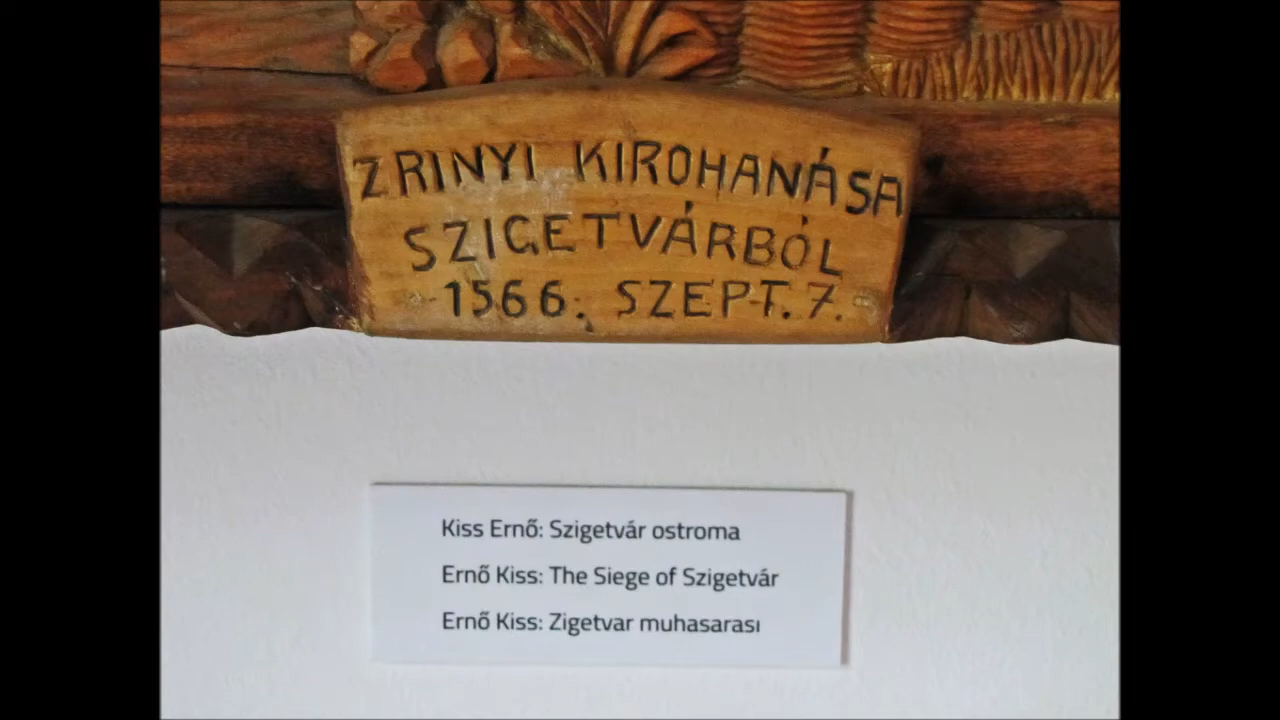 ZRINYI KIROHANÁSA
SZIGETVÁRBÓL
1566. SZEPT. 7.
Kiss Ernő: Szigetvár ostroma
Ernő Kiss: The Siege of Szigetvár
Ernő Kiss: Zigetvar muhasarası